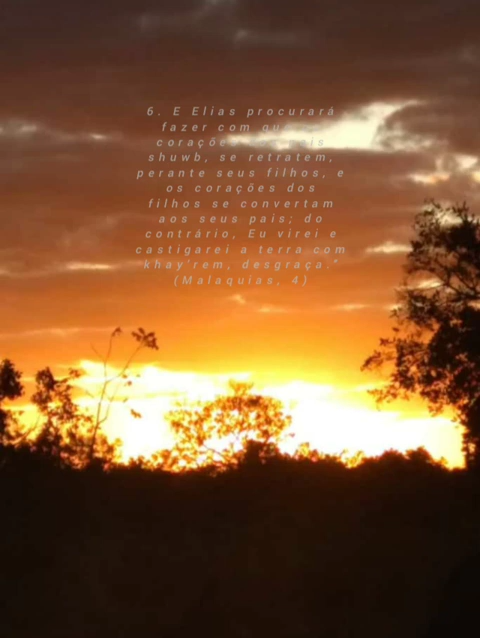 6. E Elias procurará
fazer com que
corações pais
shuwb, se retratem,
perante seus filhos, e
os corações dos
filhos se convertam
aos seus pais; do
contrário, Eu virei e
castigarei a terra com
khay'rem, desgraça."
(Malaquias, 4)